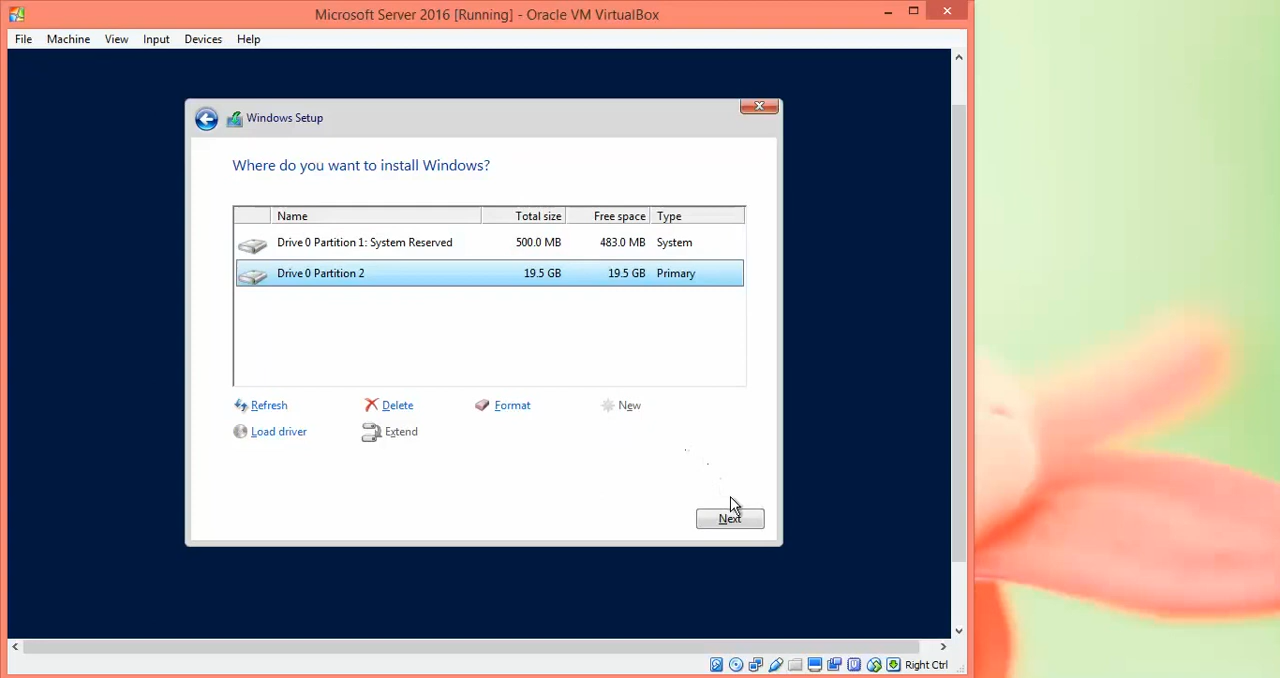 Microsoft Server 2016 [Running] - Oracle VM VirtualBox
File Machine View Input Devices Help
Windows Setup
Where do you want to install Windows?
Name Total size Free space Type
Drive 0 Partition 1: System Reserved 500.0 MB 483.0 MB System
Drive 0 Partition 2 19.5 GB 19.5 GB Primary
Refresh Delete Format New
Load driver Extend
Next
Right Ctrl